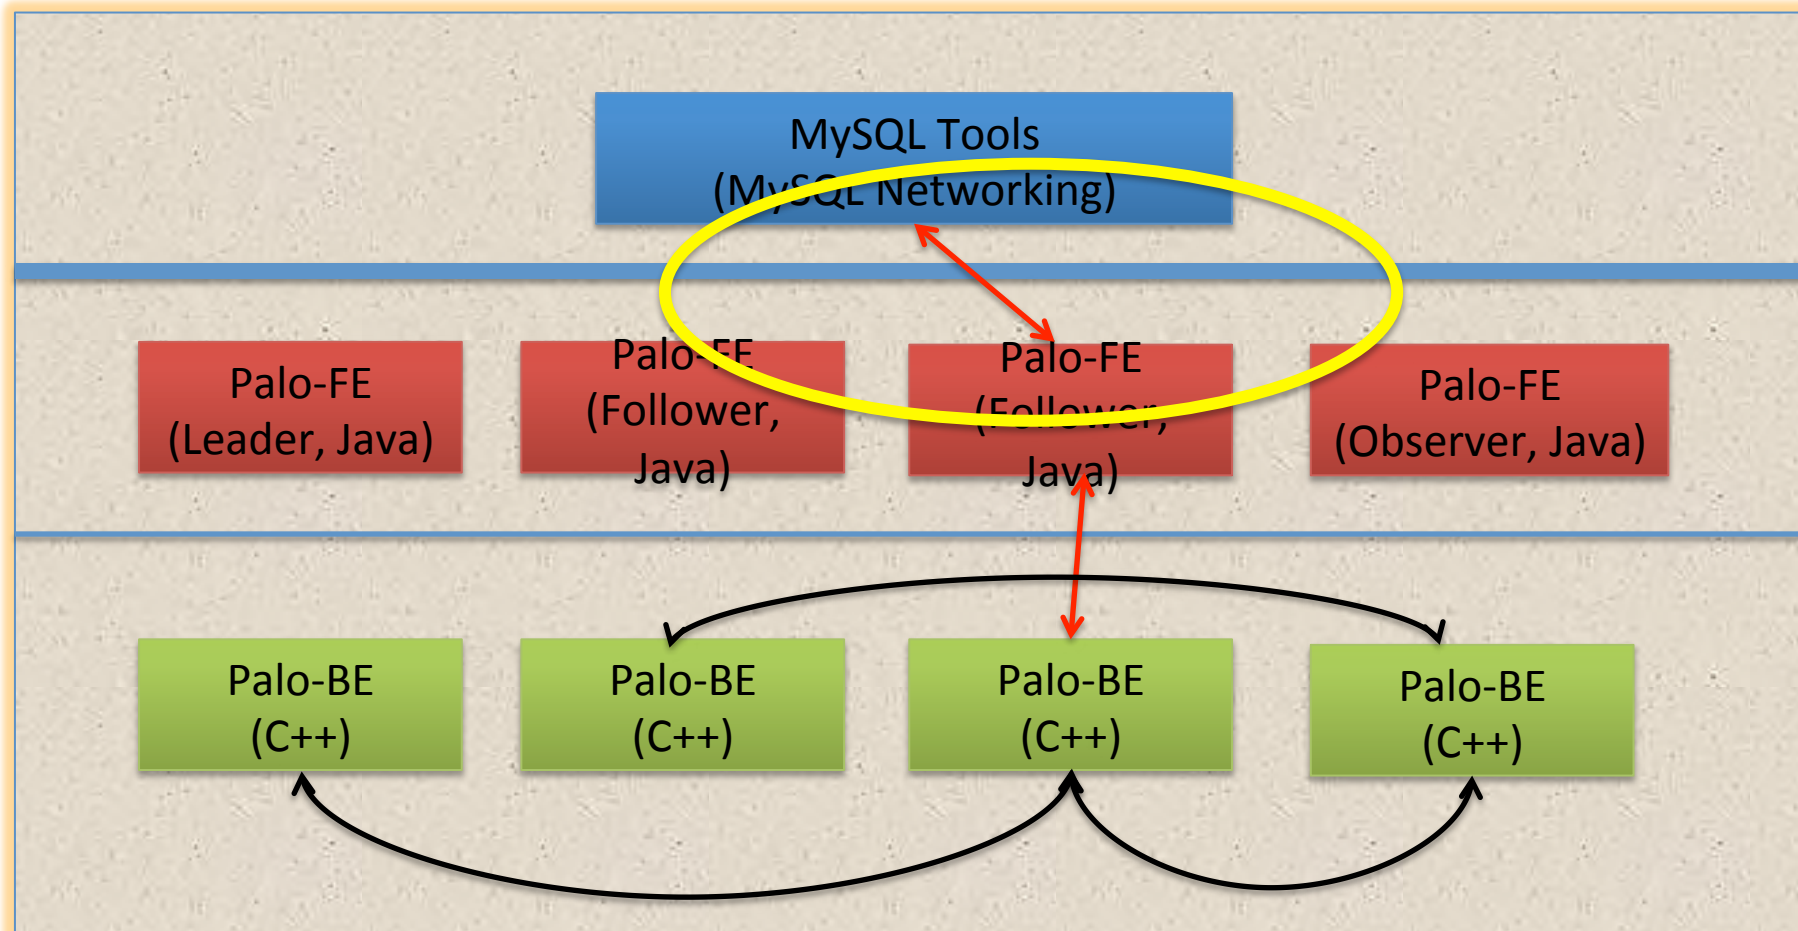 MySQL Tools
(MySQL Networking)
Palo-FE
(Leader, Java)
Palo-FE
(Follower,
Java)
Palo-FE
(Follower,
Java)
Palo-FE
(Observer, Java)
Palo-BE
(C++)
Palo-BE
(C++)
Palo-BE
(C++)
Palo-BE
(C++)